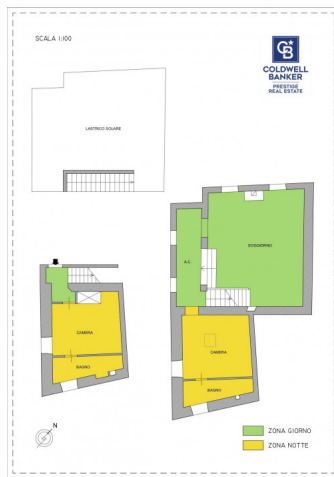 SCALA 1:100
CB
COLDWELL
BANKER
PRESTIGE
REAL ESTATE
LASTRICO SOLARE
A.C.
SOGGIORNO
CAMERA
BAGNO
CAMERA
BAGNO
N
ZONA GIORNO
ZONA NOTTE